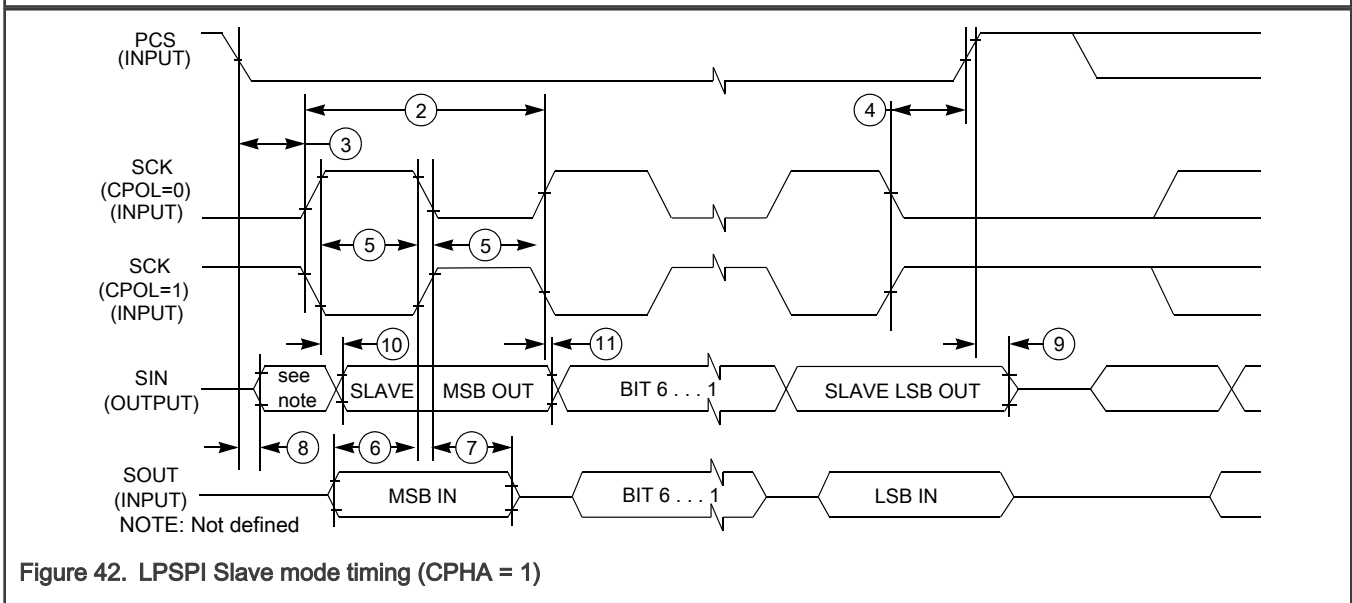 PCS
(INPUT)
2
4
3
SCK
(CPOL=0)
(INPUT)
5
5
SCK
(CPOL=1)
(INPUT)
10
11
9
SIN
(OUTPUT)
see
note
SLAVE
MSB OUT
BIT 6 . . . 1
SLAVE LSB OUT
8
6
7
SOUT
(INPUT)
MSB IN
BIT 6 . . . 1
LSB IN
NOTE: Not defined
Figure 42. LPSPI Slave mode timing (CPHA = 1)